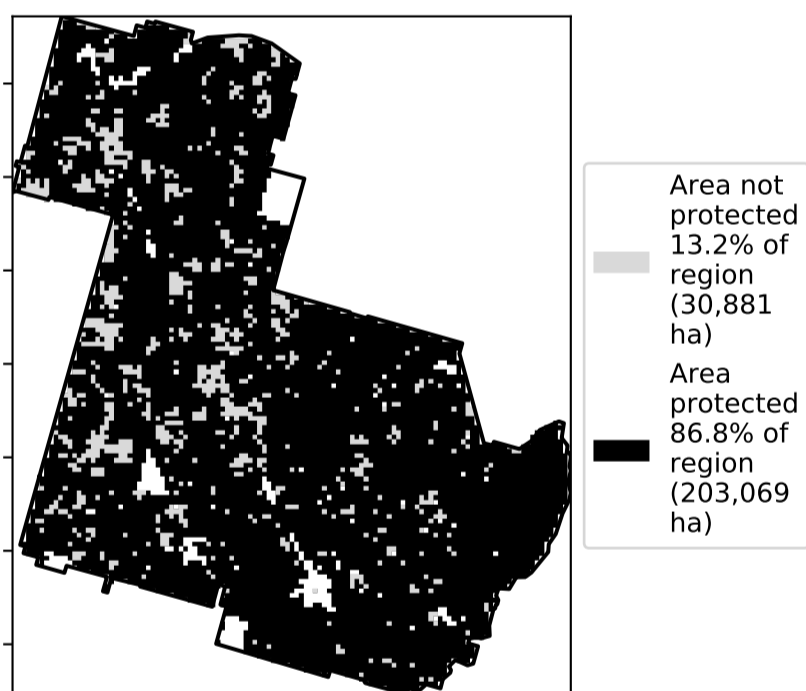 Area not
protected
13.2% of
region
(30,881
ha)
Area
protected
86.8% of
region
(203,069
ha)